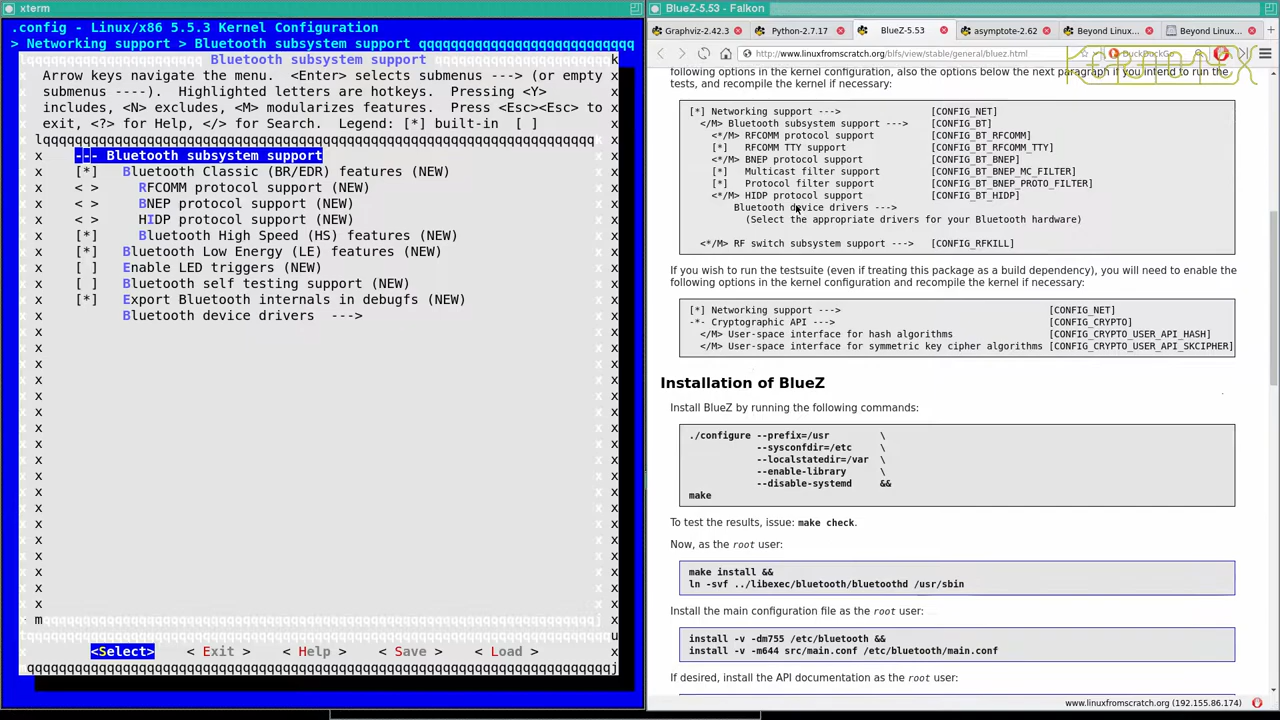 xterm
.config - Linux/x86 5.5.3 Kernel Configuration
> Networking support > Bluetooth subsystem support qqqqqqqqqqqqqqqqqqqqqqqqq
Bluetooth subsystem support
Arrow keys navigate the menu. <Enter> selects submenus ---> (or empty
submenus ----). Highlighted letters are hotkeys. Pressing <Y>
includes, <N> excludes, <M> modularizes features. Press <Esc><Esc> to
exit, <?> for Help, </> for Search. Legend: [*] built-in [ ]
--- Bluetooth subsystem support
[*] Bluetooth Classic (BR/EDR) features (NEW)
< > RFCOMM protocol support (NEW)
< > BNEP protocol support (NEW)
< > HIDP protocol support (NEW)
[*] Bluetooth High Speed (HS) features (NEW)
[*] Bluetooth Low Energy (LE) features (NEW)
[ ] Enable LED triggers (NEW)
[ ] Bluetooth self testing support (NEW)
[*] Export Bluetooth internals in debugfs (NEW)
Bluetooth device drivers --->
<Select> < Exit > < Help > < Save > < Load >
BlueZ-5.53 - Falkon
Graphviz-2.42.3 Python-2.7.17 BlueZ-5.53 asymptote-2.62 Beyond Linux... Beyond Linux...
http://www.linuxfromscratch.org/blfs/view/stable/general/bluez.html DuckDuckGo
following options in the kernel configuration, also the options below the next paragraph if you intend to run the
tests, and recompile the kernel if necessary:
[*] Networking support ---> [CONFIG_NET]
</M> Bluetooth subsystem support ---> [CONFIG_BT]
<*/M> RFCOMM protocol support [CONFIG_BT_RFCOMM]
[*] RFCOMM TTY support [CONFIG_BT_RFCOMM_TTY]
<*/M> BNEP protocol support [CONFIG_BT_BNEP]
[*] Multicast filter support [CONFIG_BT_BNEP_MC_FILTER]
[*] Protocol filter support [CONFIG_BT_BNEP_PROTO_FILTER]
<*/M> HIDP protocol support [CONFIG_BT_HIDP]
Bluetooth device drivers --->
(Select the appropriate drivers for your Bluetooth hardware)
<*/M> RF switch subsystem support ---> [CONFIG_RFKILL]
If you wish to run the testsuite (even if treating this package as a build dependency), you will need to enable the
following options in the kernel configuration and recompile the kernel if necessary:
[*] Networking support ---> [CONFIG_NET]
-*- Cryptographic API ---> [CONFIG_CRYPTO]
</M> User-space interface for hash algorithms [CONFIG_CRYPTO_USER_API_HASH]
</M> User-space interface for symmetric key cipher algorithms [CONFIG_CRYPTO_USER_API_SKCIPHER]
Installation of BlueZ
Install BlueZ by running the following commands:
./configure --prefix=/usr \
--sysconfdir=/etc \
--localstatedir=/var \
--enable-library \
--disable-systemd &&
make
To test the results, issue: make check.
Now, as the root user:
make install &&
ln -svf ../libexec/bluetooth/bluetoothd /usr/sbin
Install the main configuration file as the root user:
install -v -dm755 /etc/bluetooth &&
install -v -m644 src/main.conf /etc/bluetooth/main.conf
If desired, install the API documentation as the root user:
www.linuxfromscratch.org (192.155.86.174)